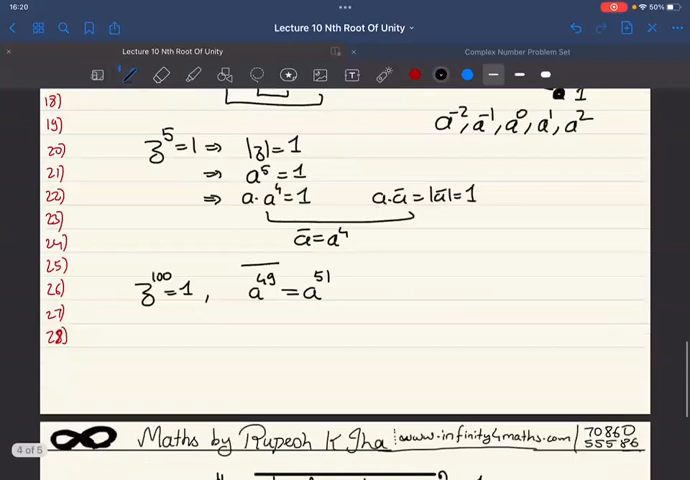 16:20
50%
Lecture 10 Nth Root Of Unity
Lecture 10 Nth Root Of Unity
Complex Number Problem Set
18) 1
19) a⁻², a⁻¹, a⁰, a¹, a²
20) z⁵=1 ⇒ |z|=1
21) ⇒ a⁵ = 1
22) ⇒ a·a⁴=1 a.ā=|ā|=1
23)
24) ā=a⁴
25)
26) z¹⁰⁰=1, a̅⁴̅⁹̅ = a⁵¹
27)
28)
4 of 5
Maths by Rupesh K Jha www.infinity4maths.com/ 70860
55586